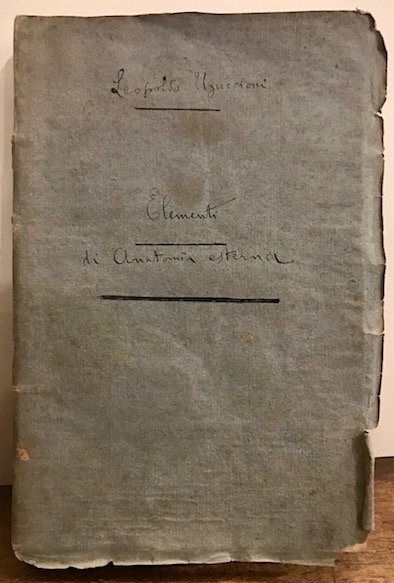 Leopoldo Uguccioni
Elementi
di Anatomia esterna